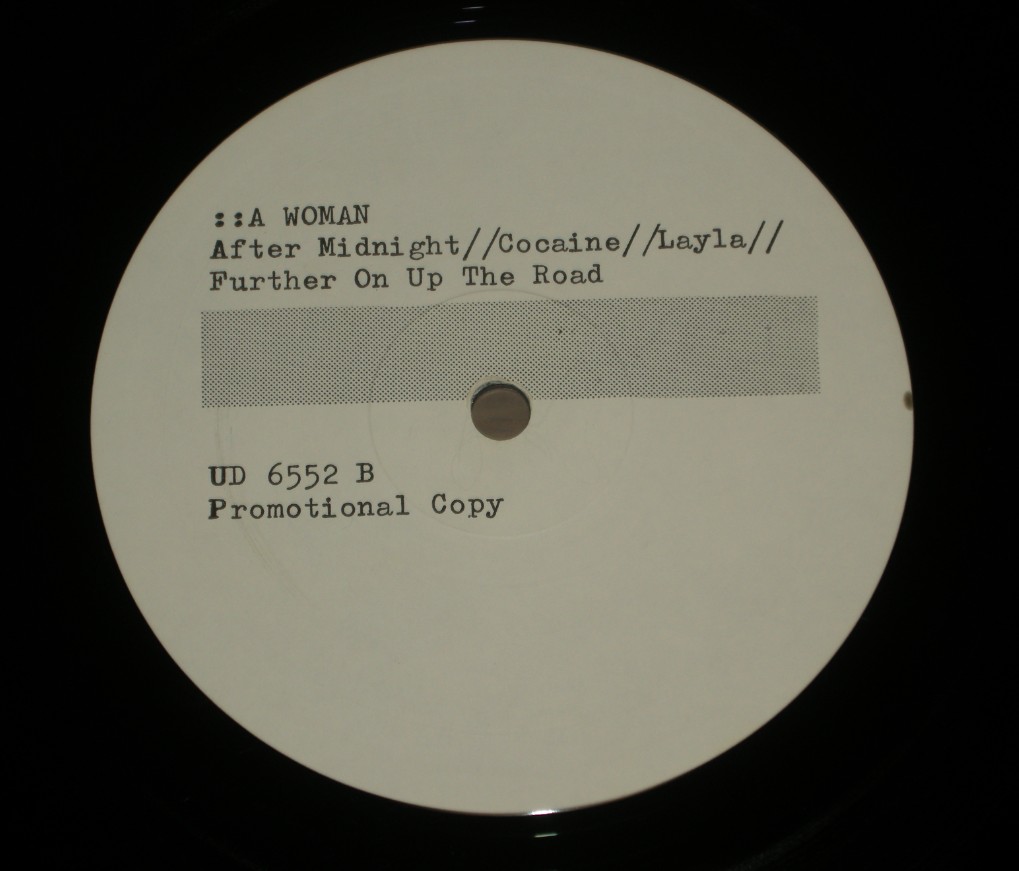 ::A WOMAN
After Midnight//Cocaine//Layla//
Further On Up The Road
UD 6552 B
Promotional Copy